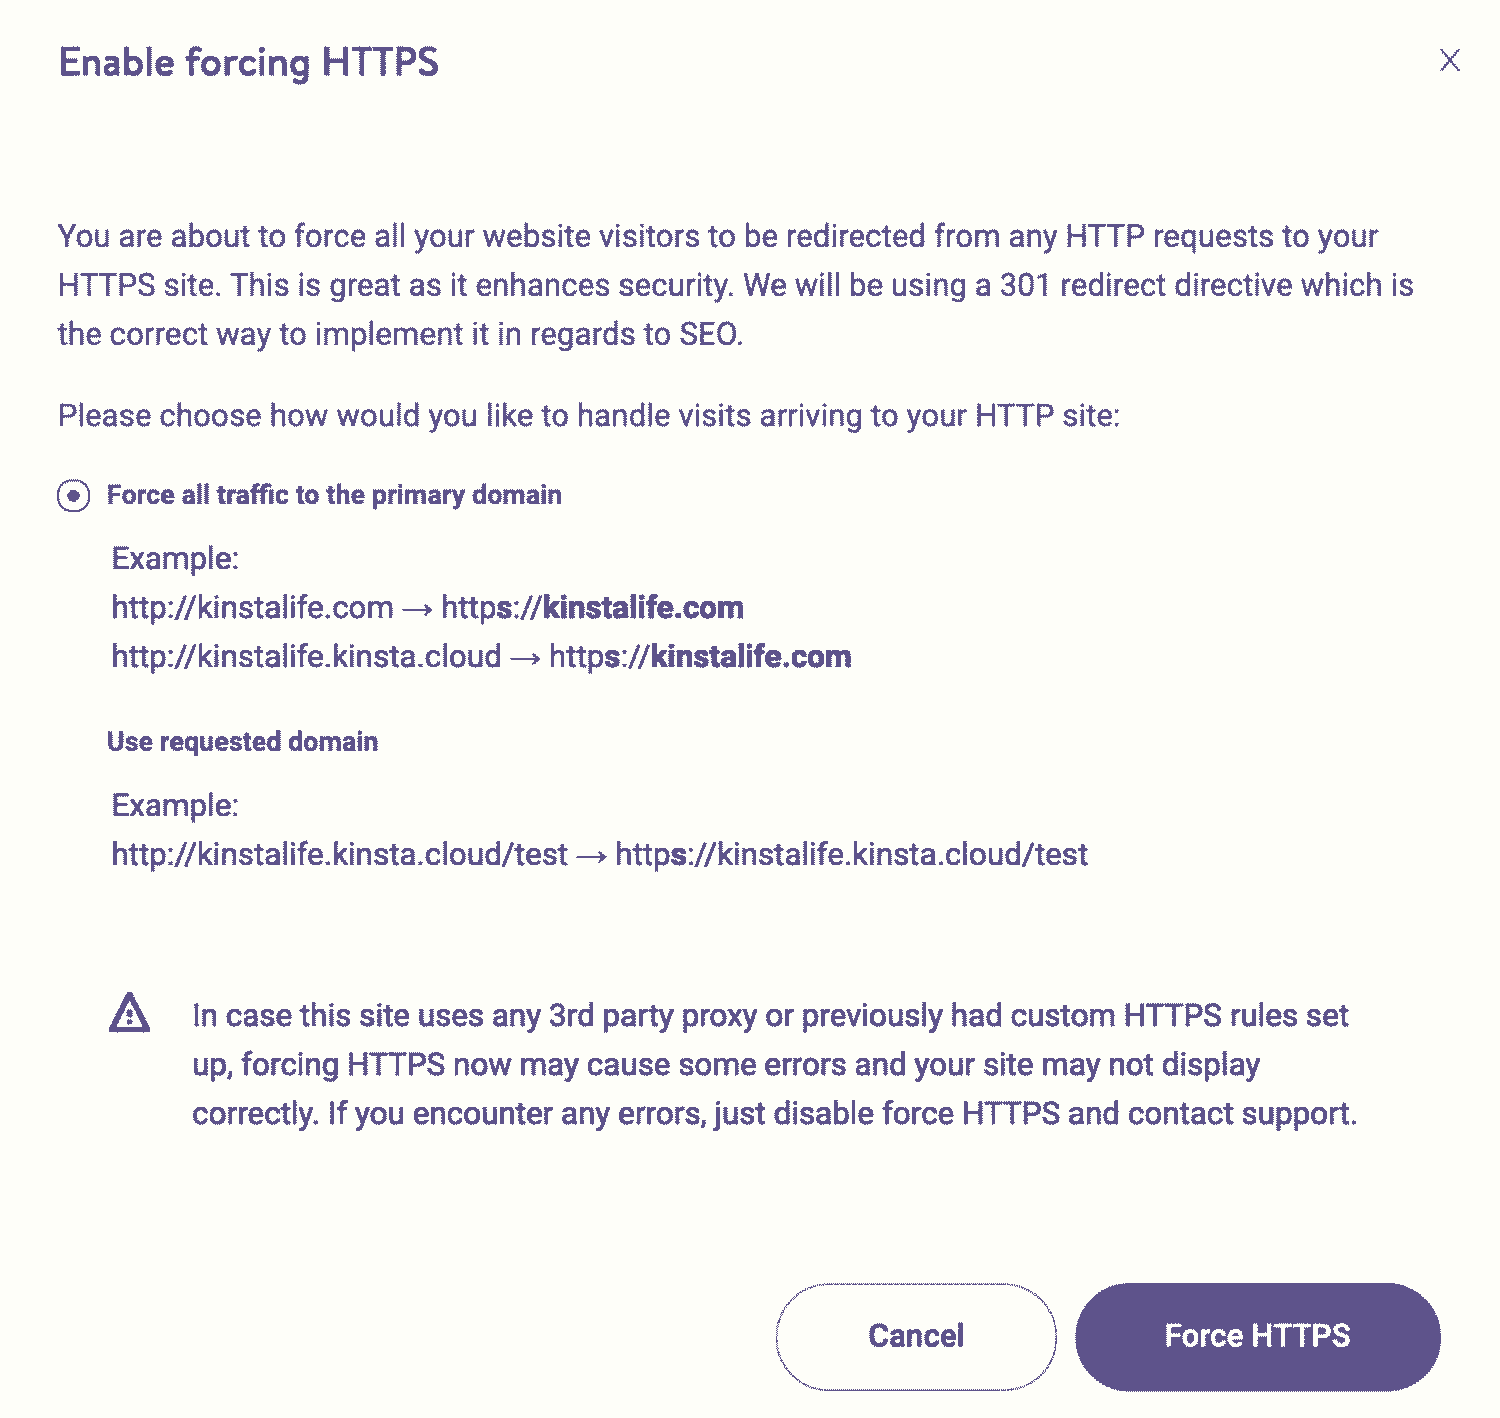 Enable forcing HTTPS
X
You are about to force all your website visitors to be redirected from any HTTP requests to your
HTTPS site. This is great as it enhances security. We will be using a 301 redirect directive which is
the correct way to implement it in regards to SEO.
Please choose how would you like to handle visits arriving to your HTTP site:
Force all traffic to the primary domain
Example:
http://kinstalife.com → https://kinstalife.com
http://kinstalife.kinsta.cloud → https://kinstalife.com
Use requested domain
Example:
http://kinstalife.kinsta.cloud/test → https://kinstalife.kinsta.cloud/test
In case this site uses any 3rd party proxy or previously had custom HTTPS rules set
up, forcing HTTPS now may cause some errors and your site may not display
correctly. If you encounter any errors, just disable force HTTPS and contact support.
Cancel
Force HTTPS